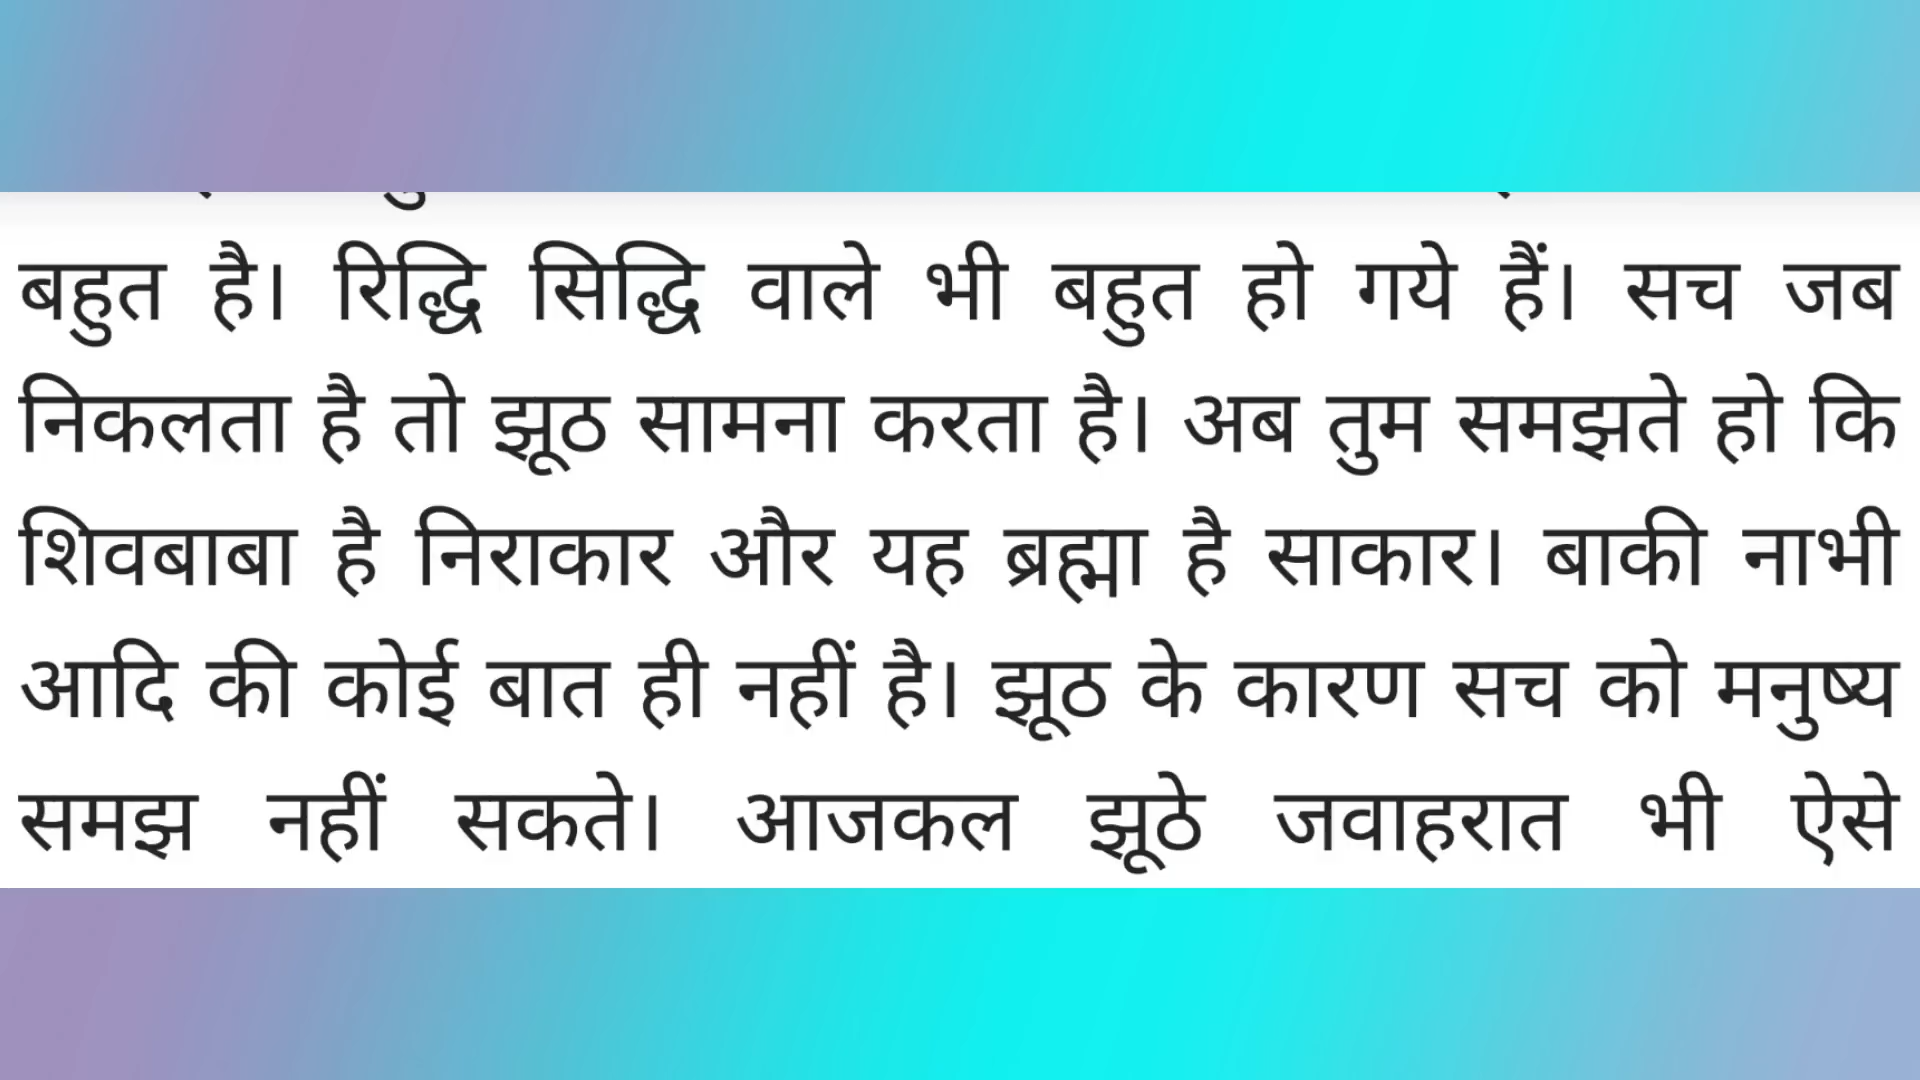 बहुत है। रिद्धि सिद्धि वाले भी बहुत हो गये हैं। सच जब
निकलता है तो झूठ सामना करता है। अब तुम समझते हो कि
शिवबाबा है निराकार और यह ब्रह्मा है साकार। बाकी नाभी
आदि की कोई बात ही नहीं है। झूठ के कारण सच को मनुष्य
समझ नहीं सकते। आजकल झूठे जवाहरात भी ऐसे